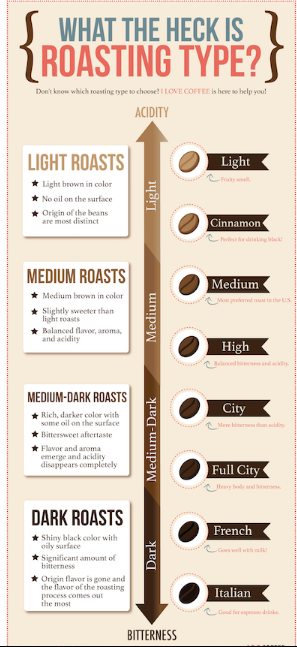 WHAT THE HECK IS
ROASTING TYPE?
Don't know which roasting type to choose? I LOVE COFFEE is here to help you!
ACIDITY
LIGHT ROASTS
Light brown in color
No oil on the surface
Origin of the beans
are most distinct
Light
Light
Fruity smell.
Cinnamon
Perfect for drinking black!
MEDIUM ROASTS
Medium brown in color
Slightly sweeter than
light roasts
Balanced flavor, aroma,
and acidity
Medium
Medium
Most preferred roast in the U.S.
High
Balanced bitterness and acidity.
MEDIUM-DARK ROASTS
Rich, darker color with
some oil on the surface
Bittersweet aftertaste
Flavor and aroma
emerge and acidity
disappears completely
Medium-Dark
City
More bitterness than acidity.
Full City
Heavy body and bitterness.
DARK ROASTS
Shiny black color with
oily surface
Significant amount of
bitterness
Origin flavor is gone and
the flavor of the roasting
process comes out
the most
Dark
French
Goes well with milk!
Italian
Good for espresso drinks.
BITTERNESS